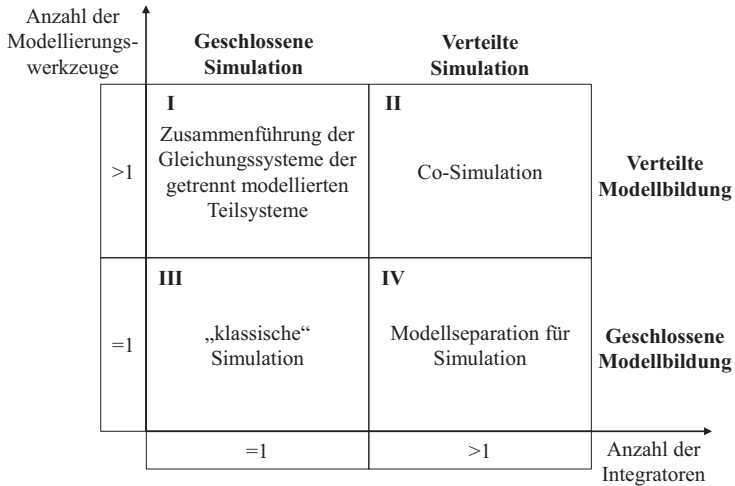 Anzahl der
Modellierungs-
werkzeuge
Geschlossene
Simulation
Verteilte
Simulation
I
Zusammenführung der
Gleichungssysteme der
getrennt modellierten
Teilsysteme
II
Co-Simulation
>1
Verteilte
Modellbildung
III
„klassische“
Simulation
IV
Modellseparation für
Simulation
=1
Geschlossene
Modellbildung
=1
>1
Anzahl der
Integratoren